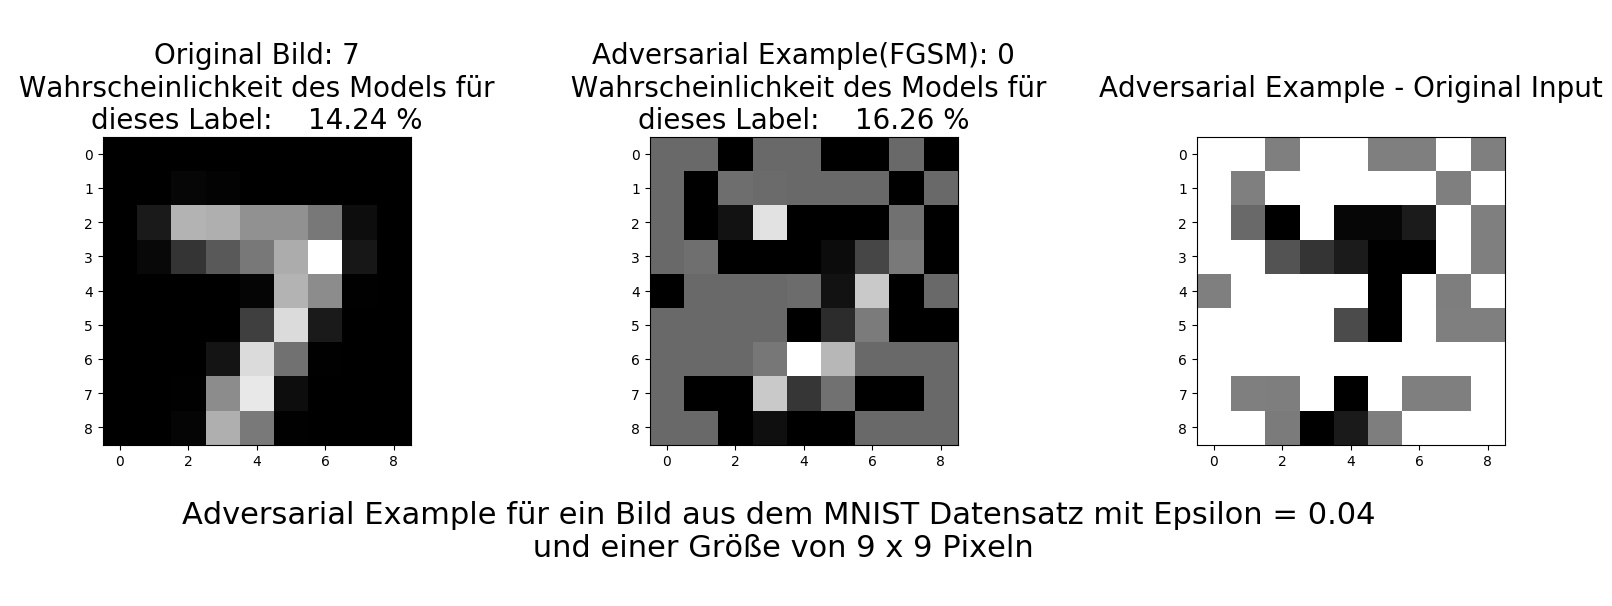 Original Bild: 7
Wahrscheinlichkeit des Models für
dieses Label:    14.24 %
0
1
2
3
4
5
6
7
8
0 2 4 6 8
Adversarial Example(FGSM): 0
Wahrscheinlichkeit des Models für
dieses Label:    16.26 %
0
1
2
3
4
5
6
7
8
0 2 4 6 8
Adversarial Example - Original Input
0
1
2
3
4
5
6
7
8
0 2 4 6 8
Adversarial Example für ein Bild aus dem MNIST Datensatz mit Epsilon = 0.04
und einer Größe von 9 x 9 Pixeln